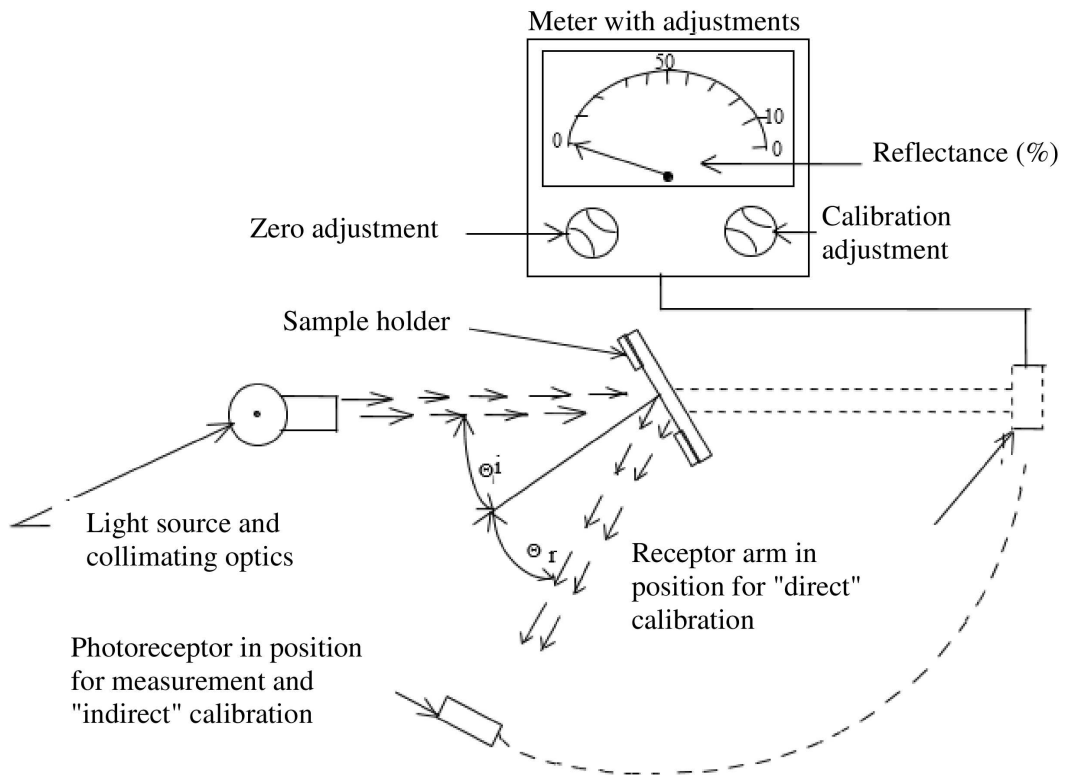 Meter with adjustments
50
10
0
0
Reflectance (%)
Zero adjustment
Calibration
adjustment
Sample holder
Θi
Θ r
Light source and
collimating optics
Receptor arm in
position for "direct"
calibration
Photoreceptor in position
for measurement and
"indirect" calibration